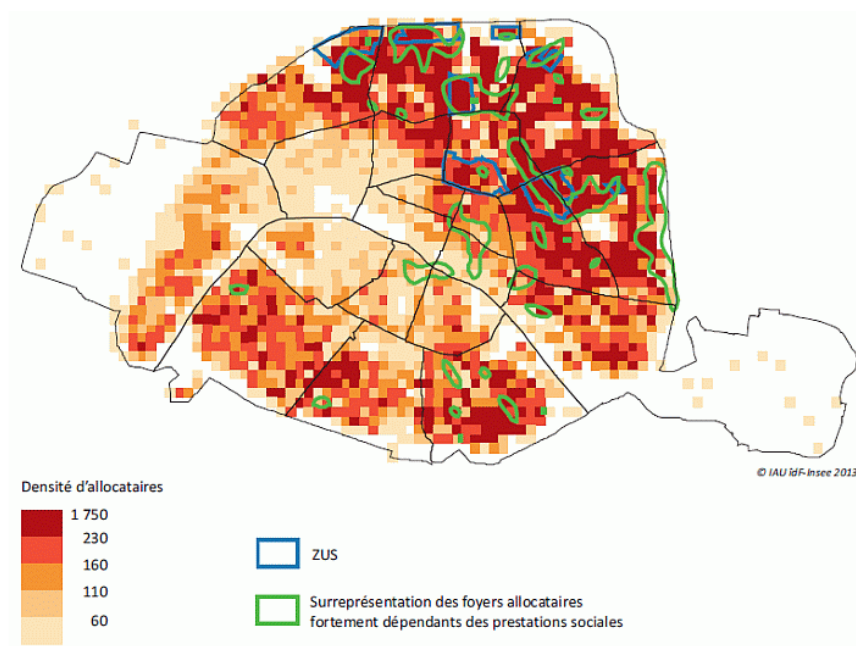 © IAU îdF-Insee 2013
Densité d'allocataires
1 750
230
160
110
60
ZUS
Surreprésentation des foyers allocataires
fortement dépendants des prestations sociales